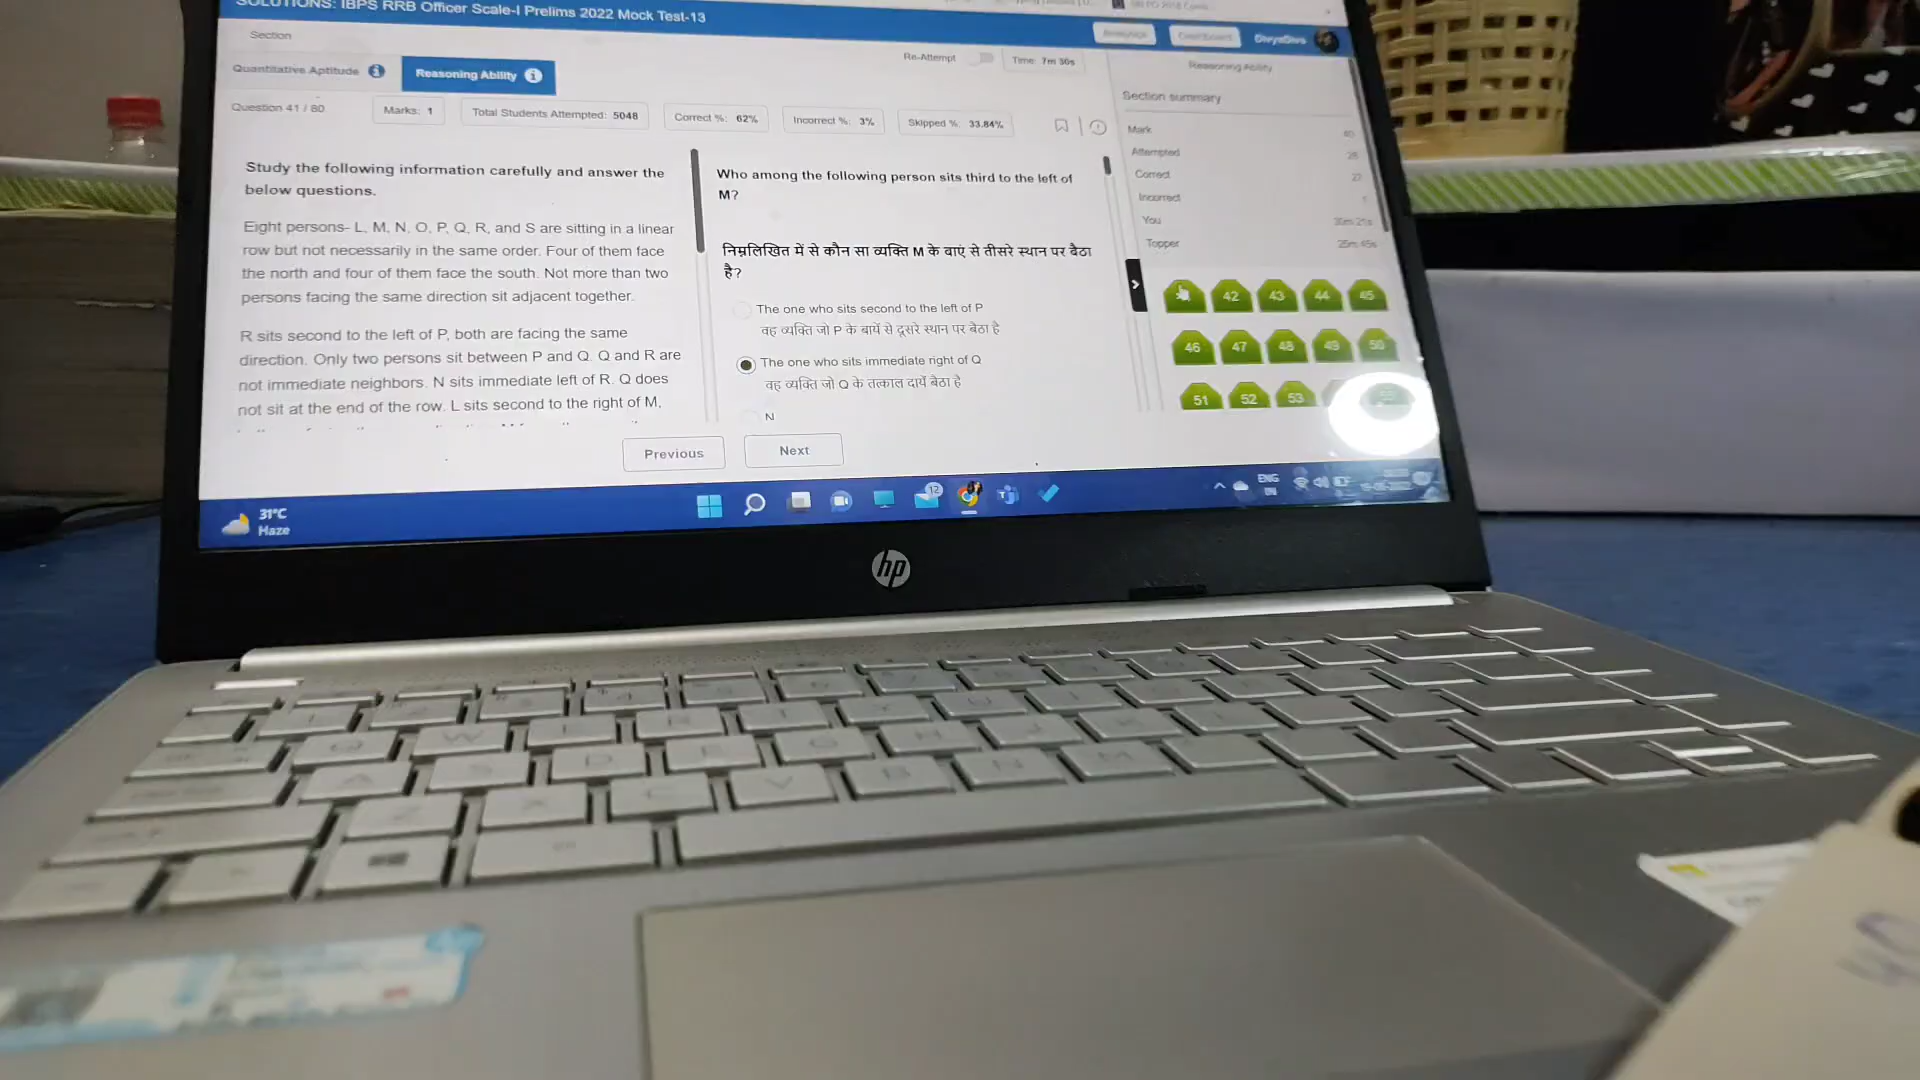 SOLUTIONS: IBPS RRB Officer Scale-I Prelims 2022 Mock Test-13
Section
Quantitative Aptitude
Reasoning Ability
Re-Attempt
Time: 7m 50s
Question 41 / 80
Marks: 1
Total Students Attempted: 5048
Correct %: 62%
Incorrect %: 3%
Skipped %: 33.84%
Study the following information carefully and answer the
below questions.
Eight persons- L, M, N, O, P, Q, R, and S are sitting in a linear
row but not necessarily in the same order. Four of them face
the north and four of them face the south. Not more than two
persons facing the same direction sit adjacent together.
R sits second to the left of P, both are facing the same
direction. Only two persons sit between P and Q. Q and R are
not immediate neighbors. N sits immediate left of R. Q does
not sit at the end of the row. L sits second to the right of M,
Who among the following person sits third to the left of
M?
निम्नलिखित में से कौन सा व्यक्ति M के बाएं से तीसरे स्थान पर बैठा
है?
The one who sits second to the left of P
वह व्यक्ति जो P के बायें से दूसरे स्थान पर बैठा है
The one who sits immediate right of Q
वह व्यक्ति जो Q के तत्काल दायें बैठा है
N
Previous
Next
DivyaDivs
Reasoning Ability
Section summary
Mark
Attempted
Correct
Incorrect
You
Topper
42 43 44 45
46 47 48 49 50
51 52 53
31°C
Haze
12
ENG
IN
hp